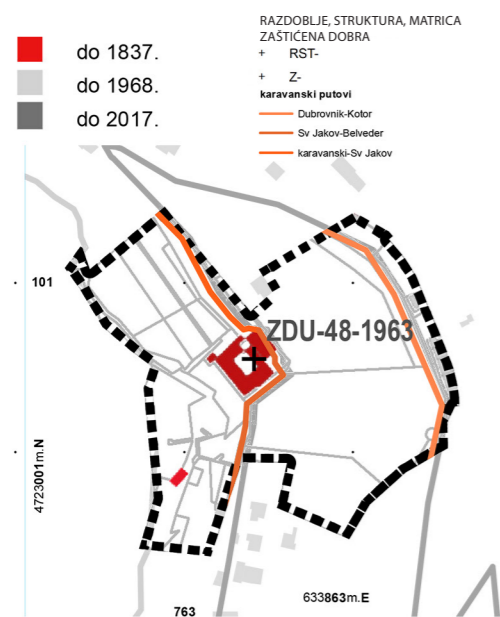 do 1837.
do 1968.
do 2017.
RAZDOBLJE, STRUKTURA, MATRICA
ZAŠTIĆENA DOBRA
+ RST-
+ Z-
karavanski putovi
Dubrovnik-Kotor
Sv Jakov-Belveder
karavanski-Sv Jakov
101
ZDU-48-1963
4723001m.N
633863m.E
763